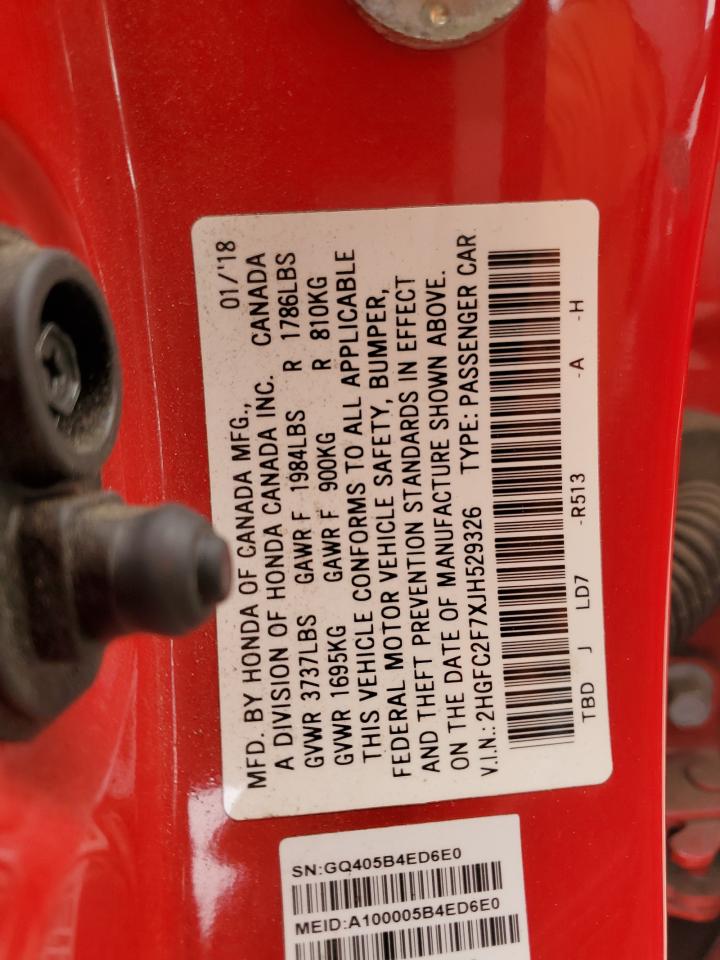 MFD. BY HONDA OF CANADA MFG., 01/'18
A DIVISION OF HONDA CANADA INC. CANADA
GVWR 3737LBS GAWR F 1984LBS R 1786LBS
GVWR 1695KG GAWR F 900KG R 810KG
THIS VEHICLE CONFORMS TO ALL APPLICABLE
FEDERAL MOTOR VEHICLE SAFETY, BUMPER,
AND THEFT PREVENTION STANDARDS IN EFFECT
ON THE DATE OF MANUFACTURE SHOWN ABOVE.
V.I.N.: 2HGFC2F7XJH529326 TYPE: PASSENGER CAR
TBD J LD7 -R513 -A -H
SN:GQ405B4ED6E0
MEID:A100005B4ED6E0